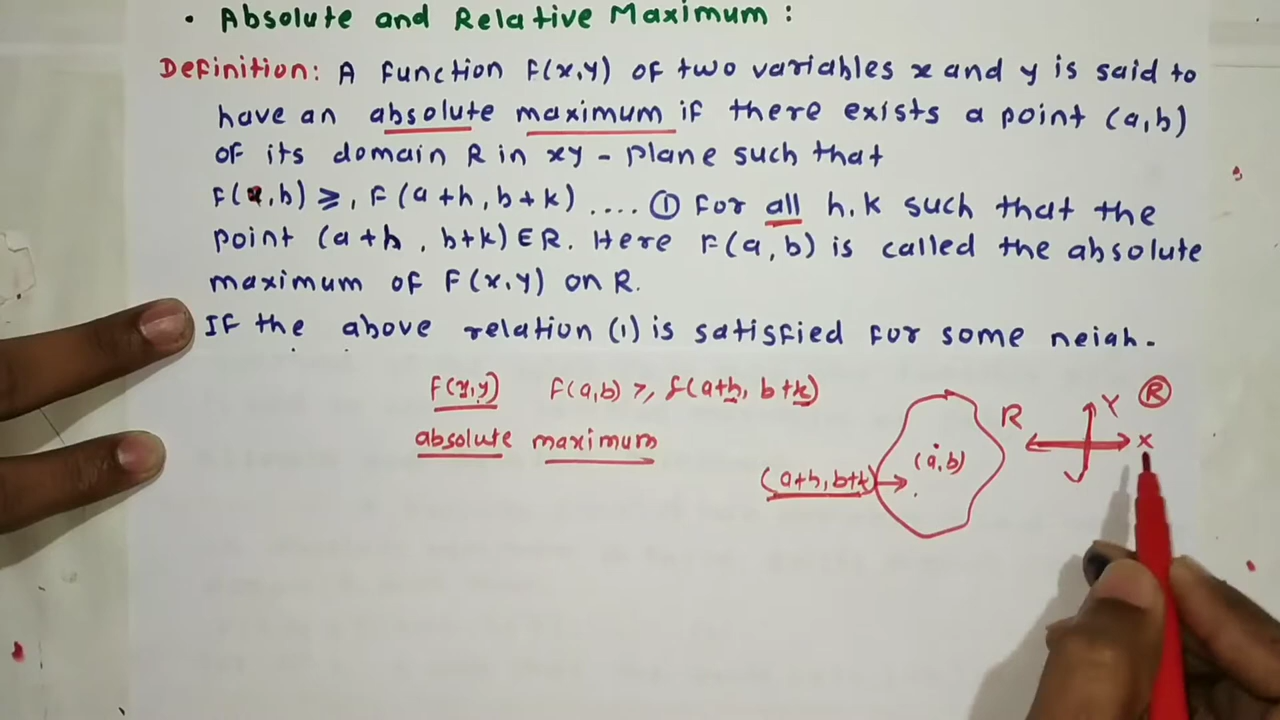 • Absolute and Relative Maximum :
Definition: A function f(x,y) of two variables x and y is said to
have an absolute maximum if there exists a point (a,b)
of its domain R in xy - plane such that
f(a,b) ≥, f(a+h, b+k) .... ① for all h,k such that the
point (a+h, b+k) ∈ R. Here f(a,b) is called the absolute
maximum of f(x,y) on R.
If the above relation (1) is satisfied for some neigh-
f(x,y) f(a,b) ≥, f(a+h, b+k)
absolute maximum
(a+h, b+k) → (a,b)
R Y X Ⓡ